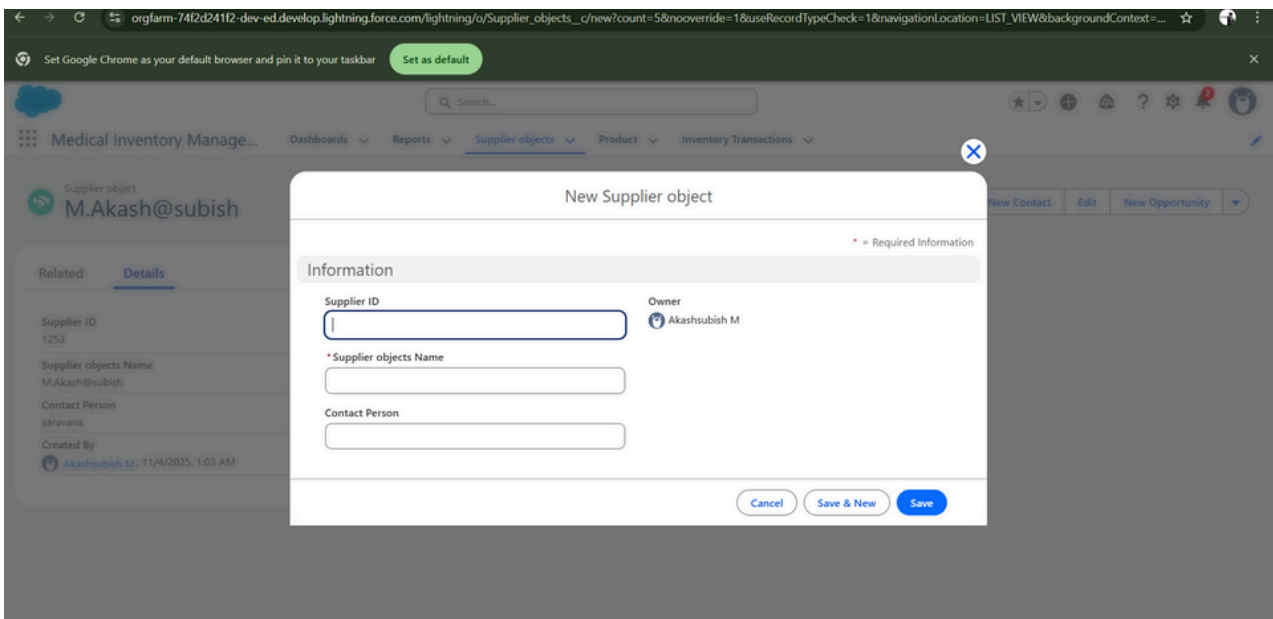 orgfarm-74f2d241f2-dev-ed.develop.lightning.force.com/lightning/o/Supplier_objects__c/new?count=5&nooverride=1&useRecordTypeCheck=1&navigationLocation=LIST_VIEW&backgroundContext=...
Set Google Chrome as your default browser and pin it to your taskbar Set as default
Search...
2
Medical Inventory Manage... Dashboards Reports Supplier objects Product Inventory Transactions
Supplier object
M.Akash@subish
New Contact Edit New Opportunity
Related Details
Supplier ID
1253
Supplier objects Name
M.Akash@subish
Contact Person
saravana
Created By
Akashsubish M, 11/4/2025, 1:03 AM
New Supplier object
* = Required Information
Information
Supplier ID
Owner
Akashsubish M
*Supplier objects Name
Contact Person
Cancel Save & New Save